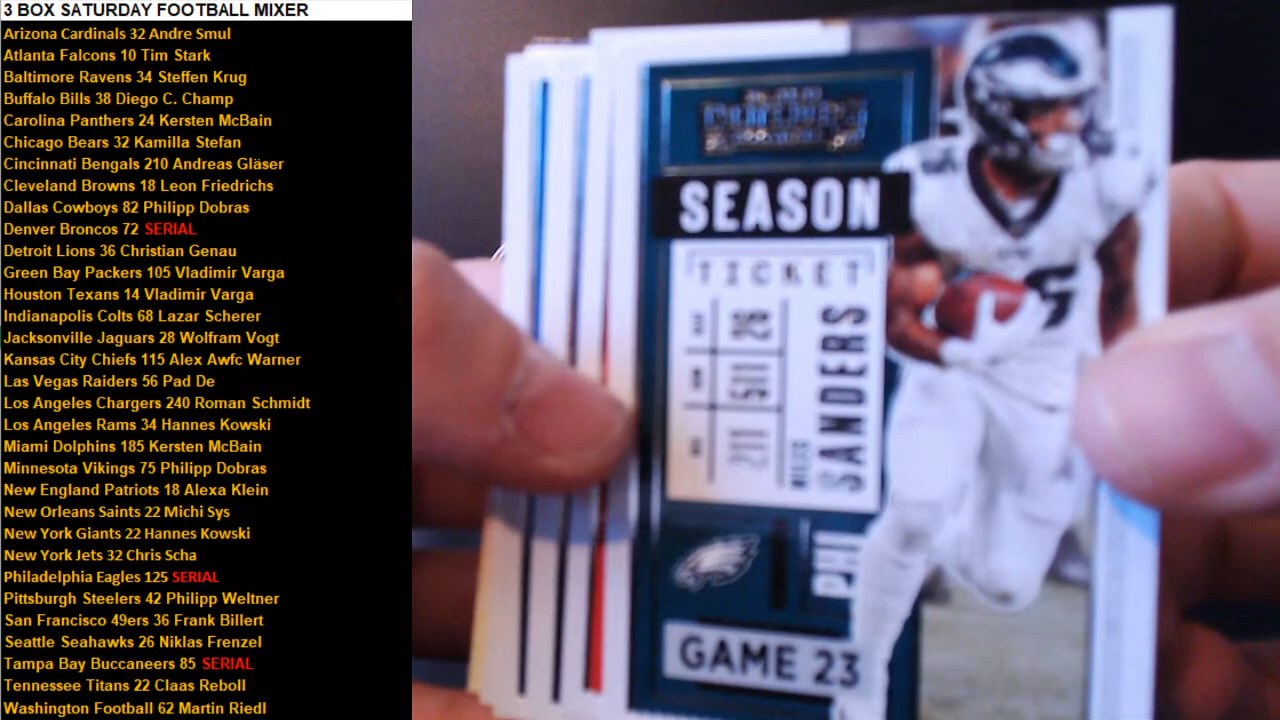 3 BOX SATURDAY FOOTBALL MIXER
Arizona Cardinals 32 Andre Smul
Atlanta Falcons 10 Tim Stark
Baltimore Ravens 34 Steffen Krug
Buffalo Bills 38 Diego C. Champ
Carolina Panthers 24 Kersten McBain
Chicago Bears 32 Kamilla Stefan
Cincinnati Bengals 210 Andreas Gläser
Cleveland Browns 18 Leon Friedrichs
Dallas Cowboys 82 Philipp Dobras
Denver Broncos 72 SERIAL
Detroit Lions 36 Christian Genau
Green Bay Packers 105 Vladimir Varga
Houston Texans 14 Vladimir Varga
Indianapolis Colts 68 Lazar Scherer
Jacksonville Jaguars 28 Wolfram Vogt
Kansas City Chiefs 115 Alex Awfc Warner
Las Vegas Raiders 56 Pad De
Los Angeles Chargers 240 Roman Schmidt
Los Angeles Rams 34 Hannes Kowski
Miami Dolphins 185 Kersten McBain
Minnesota Vikings 75 Philipp Dobras
New England Patriots 18 Alexa Klein
New Orleans Saints 22 Michi Sys
New York Giants 22 Hannes Kowski
New York Jets 32 Chris Scha
Philadelphia Eagles 125 SERIAL
Pittsburgh Steelers 42 Philipp Weltner
San Francisco 49ers 36 Frank Billert
Seattle Seahawks 26 Niklas Frenzel
Tampa Bay Buccaneers 85 SERIAL
Tennessee Titans 22 Claas Reboll
Washington Football 62 Martin Riedl
SEASON
TICKET
MILES
SANDERS
PHI
GAME 23